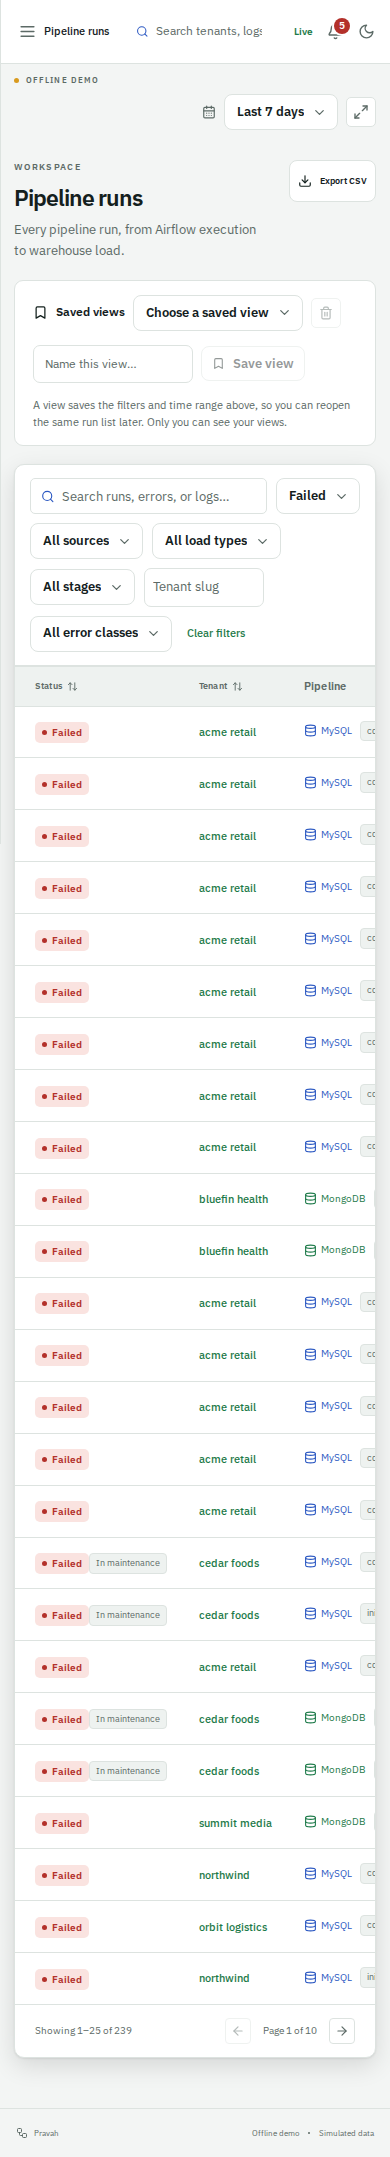 Pipeline runs
Search tenants, logs
Live
5
OFFLINE DEMO
Last 7 days
WORKSPACE
Pipeline runs
Export CSV
Every pipeline run, from Airflow execution
to warehouse load.
Saved views
Choose a saved view
Name this view...
Save view
A view saves the filters and time range above, so you can reopen
the same run list later. Only you can see your views.
Search runs, errors, or logs...
Failed
All sources
All load types
All stages
Tenant slug
All error classes
Clear filters
Status Tenant Pipeline
Failed acme retail MySQL
Failed acme retail MySQL
Failed acme retail MySQL
Failed acme retail MySQL
Failed acme retail MySQL
Failed acme retail MySQL
Failed acme retail MySQL
Failed acme retail MySQL
Failed acme retail MySQL
Failed bluefin health MongoDB
Failed bluefin health MongoDB
Failed acme retail MySQL
Failed acme retail MySQL
Failed acme retail MySQL
Failed acme retail MySQL
Failed acme retail MySQL
Failed In maintenance cedar foods MySQL
Failed In maintenance cedar foods MySQL
Failed acme retail MySQL
Failed In maintenance cedar foods MongoDB
Failed In maintenance cedar foods MongoDB
Failed summit media MongoDB
Failed northwind MySQL
Failed orbit logistics MySQL
Failed northwind MySQL
Showing 1–25 of 239
Page 1 of 10
Pravah
Offline demo • Simulated data